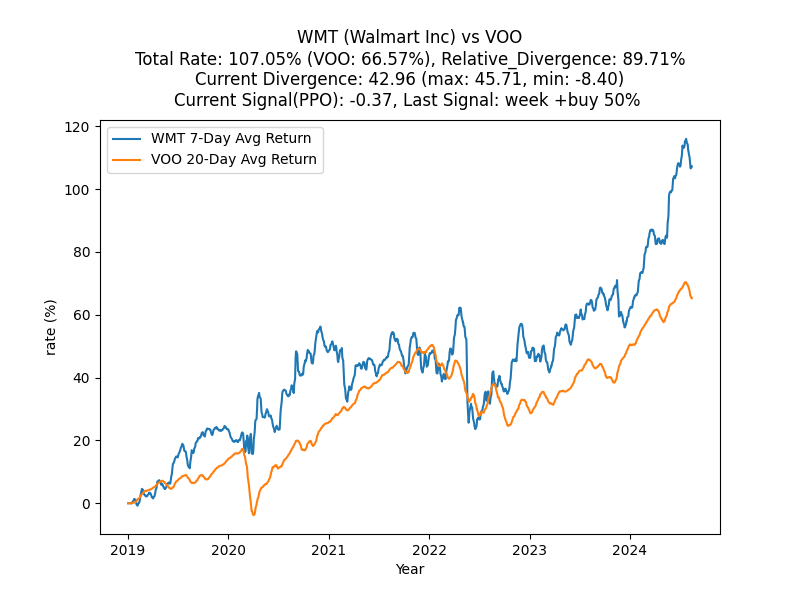 WMT (Walmart Inc) vs VOO
Total Rate: 107.05% (VOO: 66.57%), Relative_Divergence: 89.71%
Current Divergence: 42.96 (max: 45.71, min: -8.40)
Current Signal(PPO): -0.37, Last Signal: week +buy 50%
WMT 7-Day Avg Return
VOO 20-Day Avg Return
120
100
80
60
40
20
0
rate (%)
2019 2020 2021 2022 2023 2024
Year